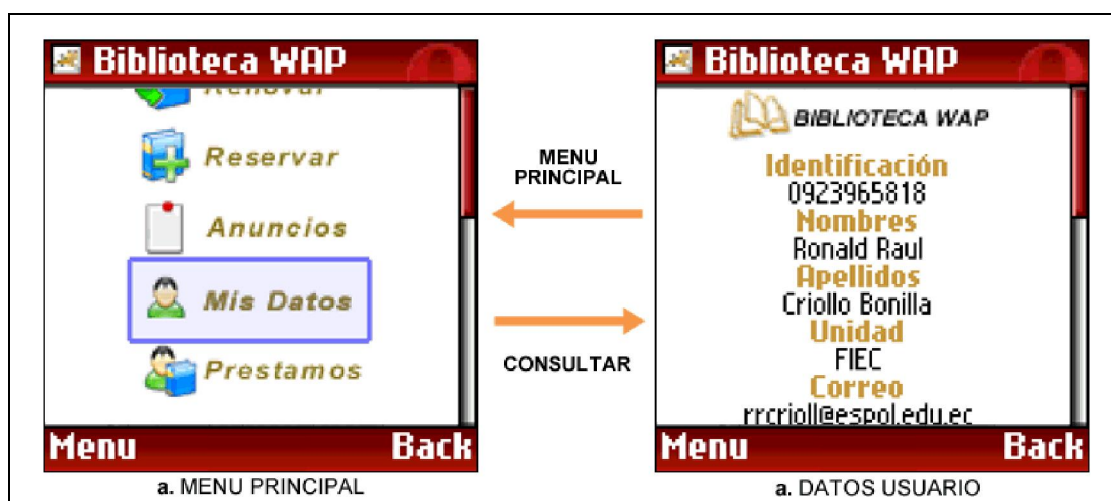 Biblioteca WAP
Renovar
Reservar
Anuncios
Mis Datos
Prestamos
Menu Back
a. MENU PRINCIPAL
MENU
PRINCIPAL
CONSULTAR
Biblioteca WAP
BIBLIOTECA WAP
Identificación
0923965818
Nombres
Ronald Raul
Apellidos
Criollo Bonilla
Unidad
FIEC
Correo
rrcrioll@espol.edu.ec
Menu Back
a. DATOS USUARIO